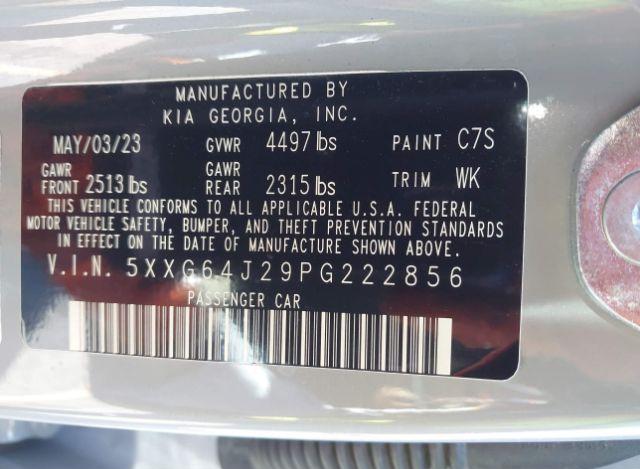 MANUFACTURED BY
KIA GEORGIA, INC.
MAY/03/23 GVWR 4497 lbs PAINT C7S
GAWR FRONT 2513 lbs GAWR REAR 2315 lbs TRIM WK
THIS VEHICLE CONFORMS TO ALL APPLICABLE U.S.A. FEDERAL
MOTOR VEHICLE SAFETY, BUMPER, AND THEFT PREVENTION STANDARDS
IN EFFECT ON THE DATE OF MANUFACTURE SHOWN ABOVE.
V.I.N. 5XXG64J29PG222856
PASSENGER CAR